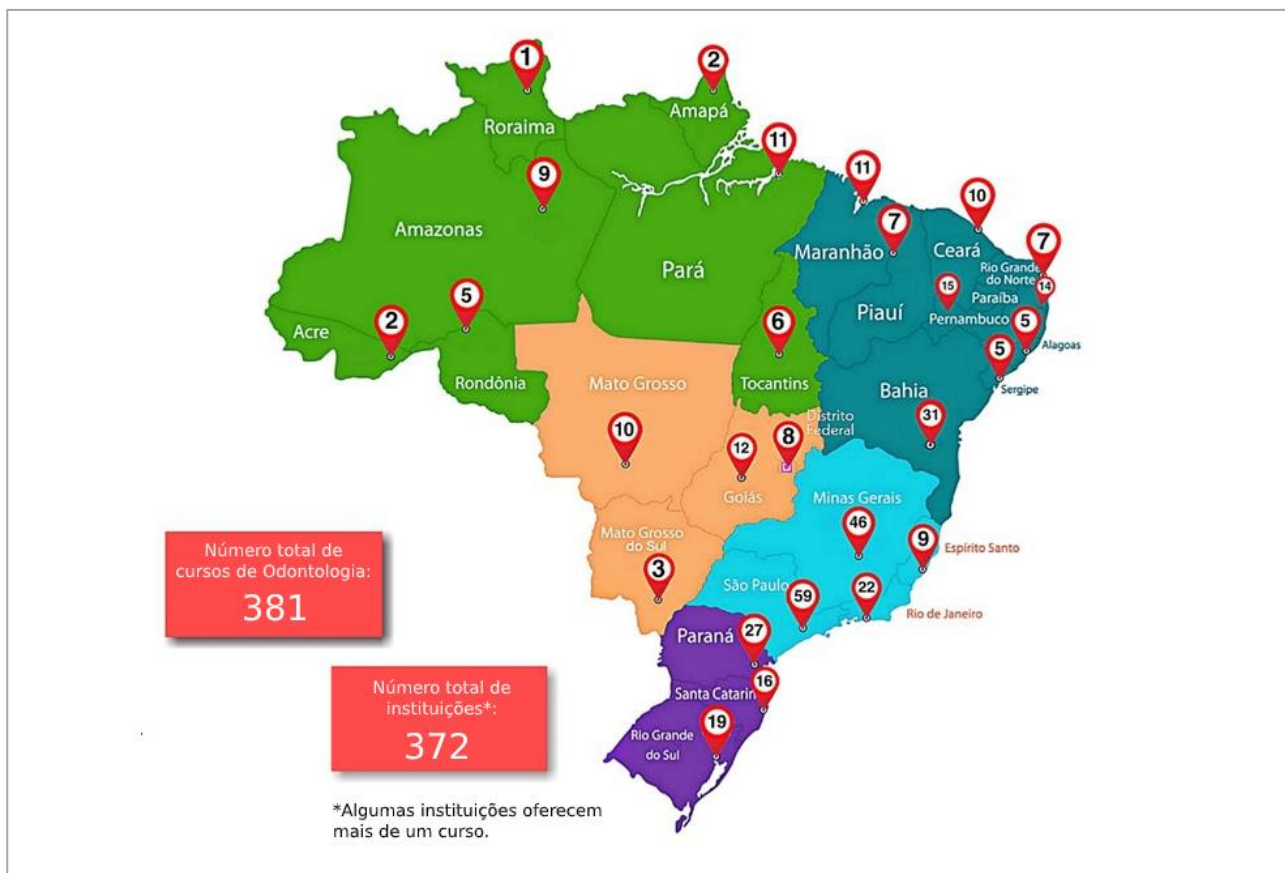 1
2
Amapá
Roraima
11
11
9
10
7
Amazonas
Maranhão
Ceará
7
Rio Grande
do Norte
Pará
15
14
Paraíba
5
2
Piauí
Pernambuco
5
6
Acre
5
Alagoas
Rondônia
Mato Grosso
Tocantins
Sergipe
Bahia
Distrito
Federal
31
10
12
8
Goiás
Minas Gerais
46
9
Espírito Santo
Mato Grosso
do Sul
3
São Paulo
59
22
Rio de Janeiro
Número total de
cursos de Odontologia:
381
Paraná
27
Santa Catarin
16
19
Rio Grande
do Sul
Número total de
instituições*:
372
*Algumas instituições oferecem
mais de um curso.